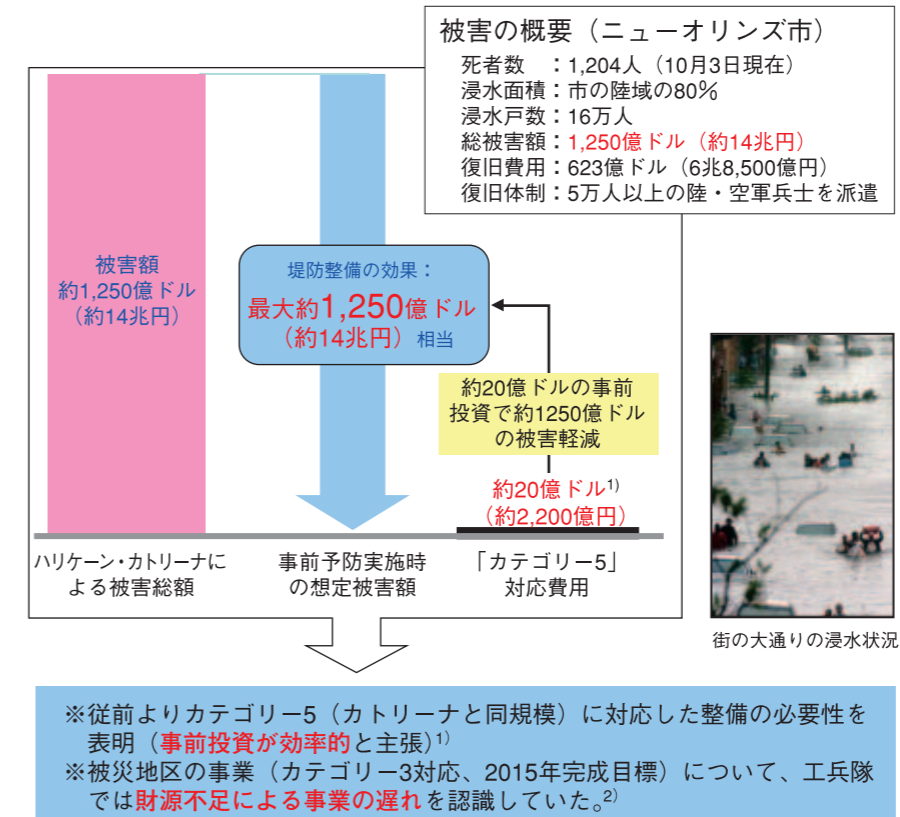 被害の概要（ニューオリンズ市）
死者数　：1,204人（10月3日現在）
浸水面積：市の陸域の80％
浸水戸数：16万人
総被害額：1,250億ドル（約14兆円）
復旧費用：623億ドル（6兆8,500億円）
復旧体制：5万人以上の陸・空軍兵士を派遣
被害額
約1,250億ドル
（約14兆円）
堤防整備の効果：
最大約1,250億ドル
（約14兆円）相当
約20億ドルの事前
投資で約1250億ドル
の被害軽減
約20億ドル1)
（約2,200億円）
ハリケーン・カトリーナに
よる被害総額
事前予防実施時
の想定被害額
「カテゴリー5」
対応費用
街の大通りの浸水状況
※従前よりカテゴリー5（カトリーナと同規模）に対応した整備の必要性を
表明（事前投資が効率的と主張）1)
※被災地区の事業（カテゴリー3対応、2015年完成目標）について、工兵隊
では財源不足による事業の遅れを認識していた。2)